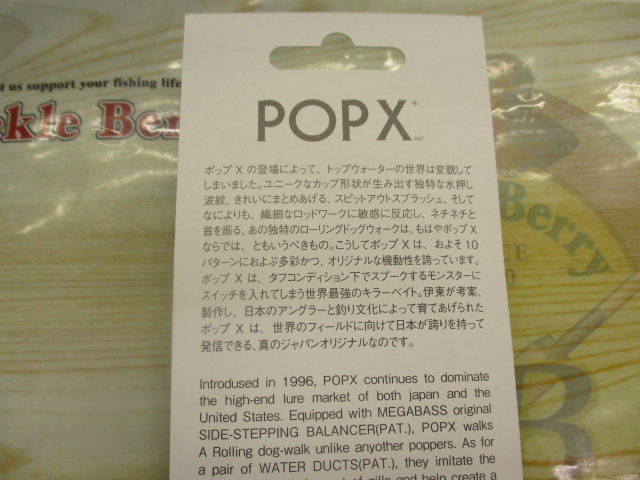 t us support your fishing life
ckle Ber
POP X®
PAT.
ポップ X の登場によって、トップウォーターの世界は変貌して
しまいました。ユニークなカップ形状が生み出す独特な水押し
波紋、きれいにまとめあげる、スピットアウトスプラッシュ、そして
なによりも、繊細なロッドワークに敏感に反応し、ネチネチと
首を振る、あの独特のローリングドッグウォークは、もはやポップX
ならでは、ともいうべきもの。こうしてポップ X は、およそ 10
パターンにおよぶ多彩かつ、オリジナルな機動性を誇っています。
ポップ X は、タフコンディション下でスプークするモンスターに
スイッチを入れてしまう世界最強のキラーベイト。伊東が考案、
製作し、日本のアングラーと釣り文化によって育てあげられた
ポップ X は、世界のフィールドに向けて日本が誇りを持って
発信できる、真のジャパンオリジナルなのです。
Introdused in 1996, POPX continues to dominate
the high-end lure market of both japan and the
United States. Equipped with MEGABASS original
SIDE-STEPPING BALANCER(PAT.), POPX walks
A Rolling dog-walk unlike anyother poppers. As for
a pair of WATER DUCTS(PAT.), they imitate the
of gills and help create a
Berry